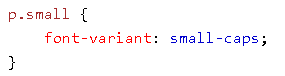 p.small {
    font-variant: small-caps;
}